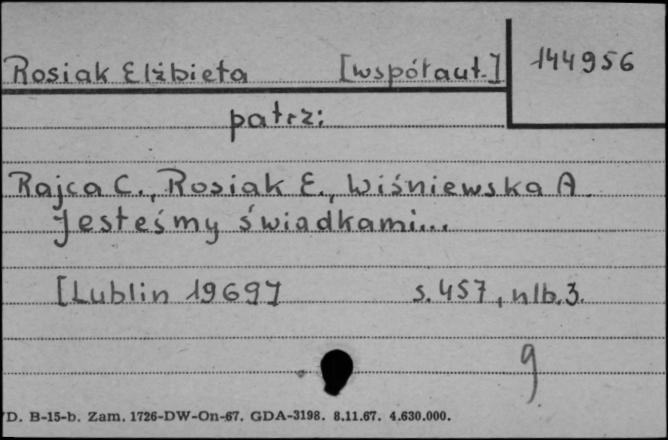 Rosiak Elżbieta [współaut.] 144956
patrz:
Rajca C., Rosiak E., Wiśniewska A.
Jesteśmy świadkami...
[Lublin 1969] s. 457, nlb. 3.
9
D. B-15-b. Zam. 1726-DW-On-67. GDA-3198. 8.11.67. 4.630.000.